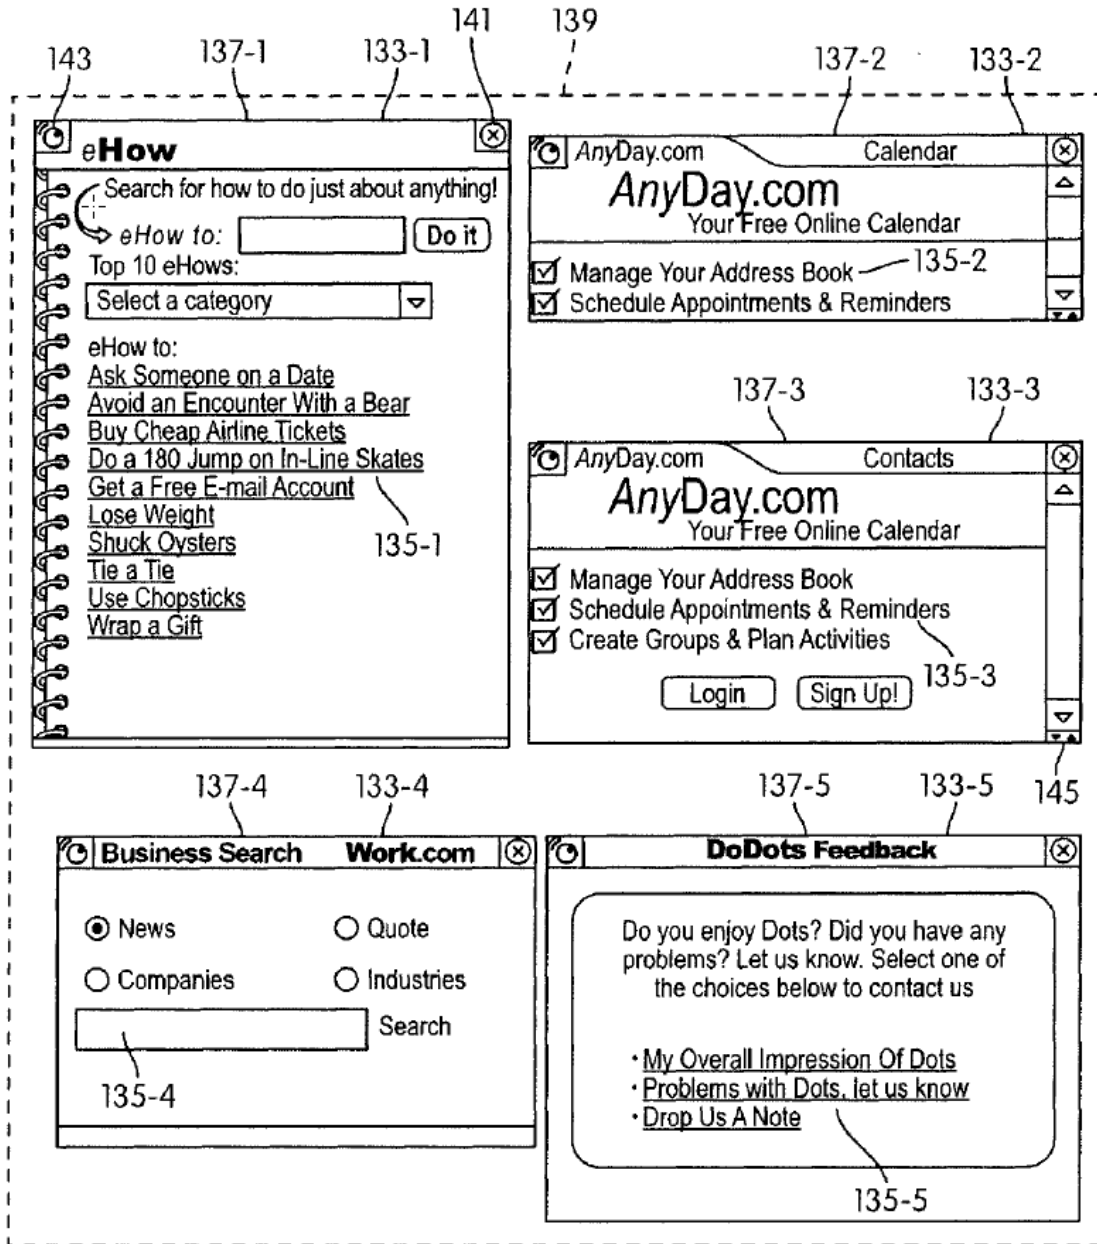 139
143
137-1
133-1
141
137-2
133-2
eHow
Search for how to do just about anything!
eHow to:
Do it
Top 10 eHows:
Select a category
eHow to:
Ask Someone on a Date
Avoid an Encounter With a Bear
Buy Cheap Airline Tickets
Do a 180 Jump on In-Line Skates
Get a Free E-mail Account
Lose Weight
Shuck Oysters
Tie a Tie
Use Chopsticks
Wrap a Gift
135-1
AnyDay.com Calendar
AnyDay.com
Your Free Online Calendar
Manage Your Address Book
135-2
Schedule Appointments & Reminders
137-3
133-3
AnyDay.com Contacts
AnyDay.com
Your Free Online Calendar
Manage Your Address Book
Schedule Appointments & Reminders
Create Groups & Plan Activities
135-3
Login Sign Up!
145
137-4
133-4
Business Search Work.com
News Quote
Companies Industries
Search
135-4
137-5
133-5
DoDots Feedback
Do you enjoy Dots? Did you have any
problems? Let us know. Select one of
the choices below to contact us
· My Overall Impression Of Dots
· Problems with Dots, let us know
· Drop Us A Note
135-5